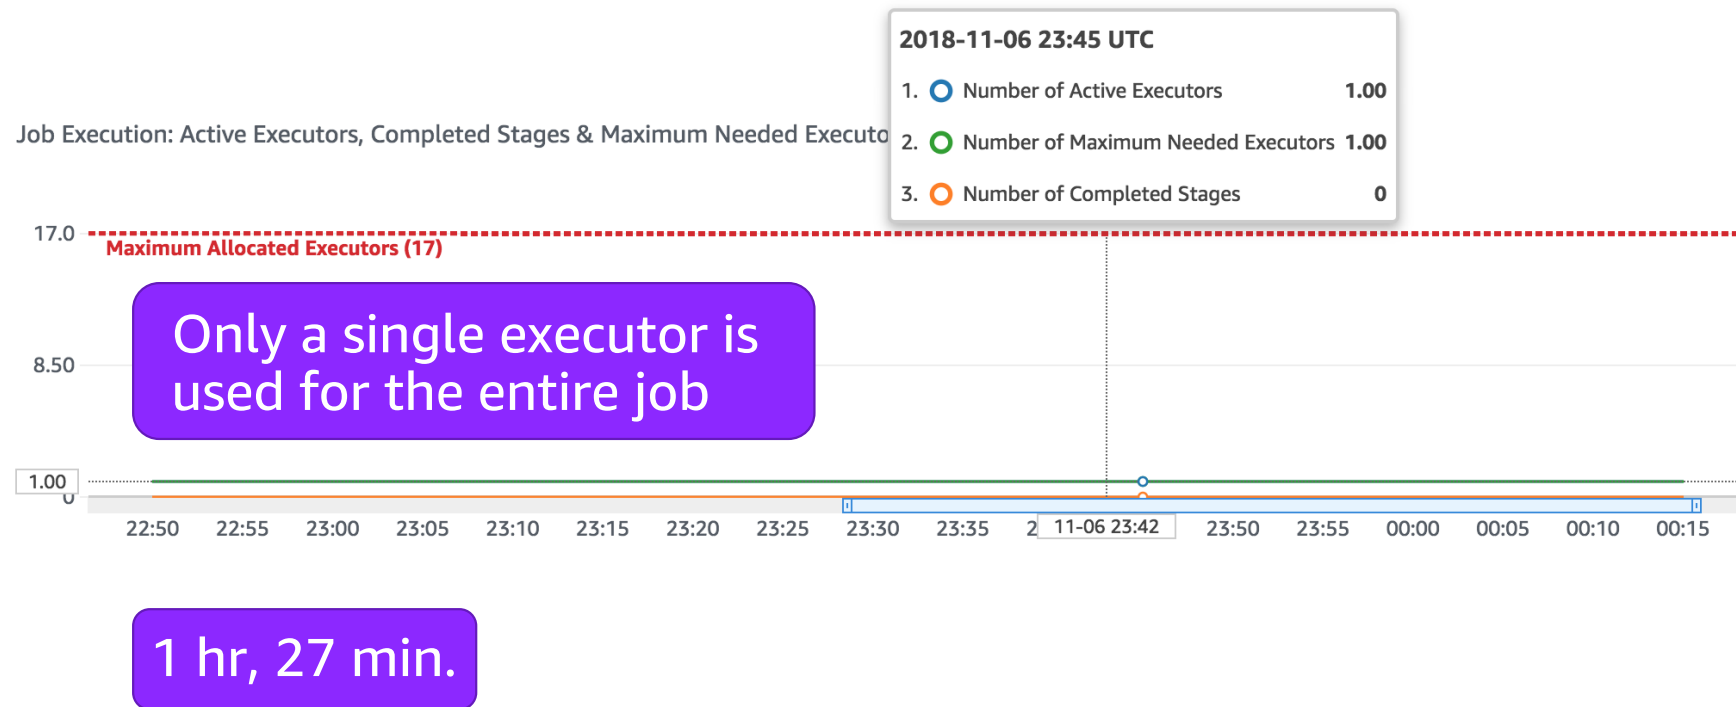 2018-11-06 23:45 UTC
1. Number of Active Executors 1.00
2. Number of Maximum Needed Executors 1.00
3. Number of Completed Stages 0
Job Execution: Active Executors, Completed Stages & Maximum Needed Executo
17.0
Maximum Allocated Executors (17)
Only a single executor is
used for the entire job
8.50
1.00
0
22:50 22:55 23:00 23:05 23:10 23:15 23:20 23:25 23:30 23:35 2 11-06 23:42 23:50 23:55 00:00 00:05 00:10 00:15
1 hr, 27 min.